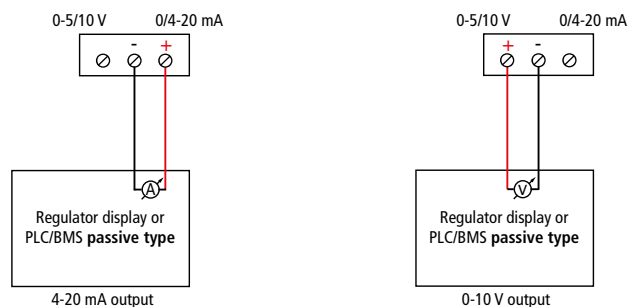 0-5/10 V 0/4-20 mA
- +
A
Regulator display or
PLC/BMS passive type
4-20 mA output
0-5/10 V 0/4-20 mA
+ -
V
Regulator display or
PLC/BMS passive type
0-10 V output